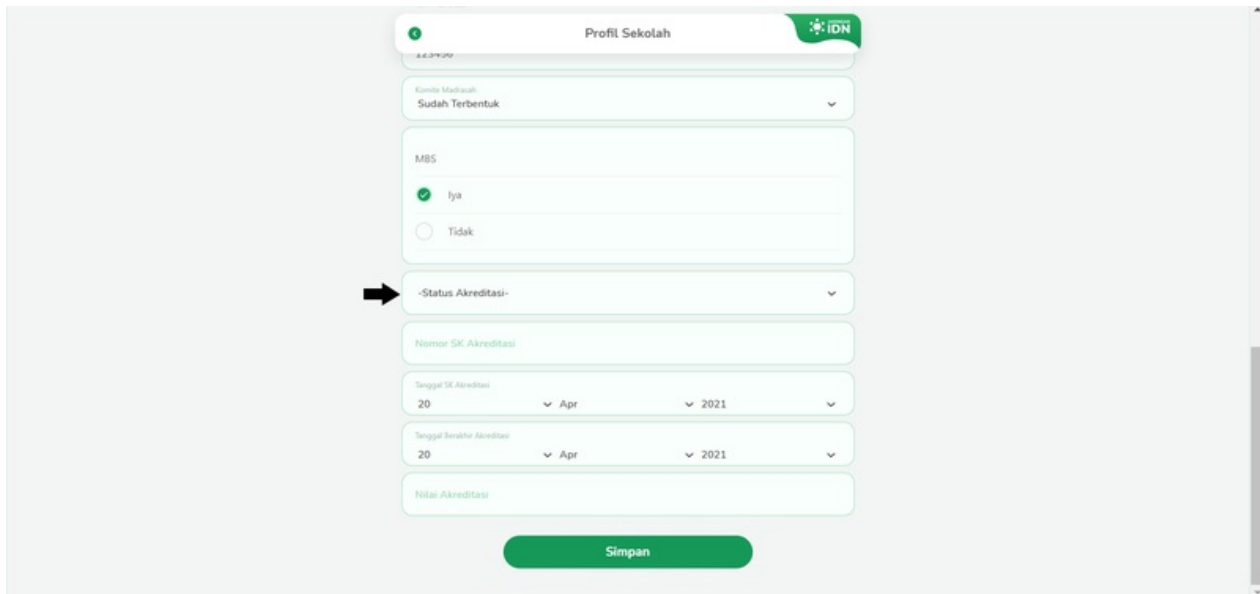 Profil Sekolah
IDN
123456
Komite Madrasah
Sudah Terbentuk
MBS
Iya
Tidak
-Status Akreditasi-
Nomor SK Akreditasi
Tanggal SK Akreditasi
20 Apr 2021
Tanggal Berakhir Akreditasi
20 Apr 2021
Nilai Akreditasi
Simpan